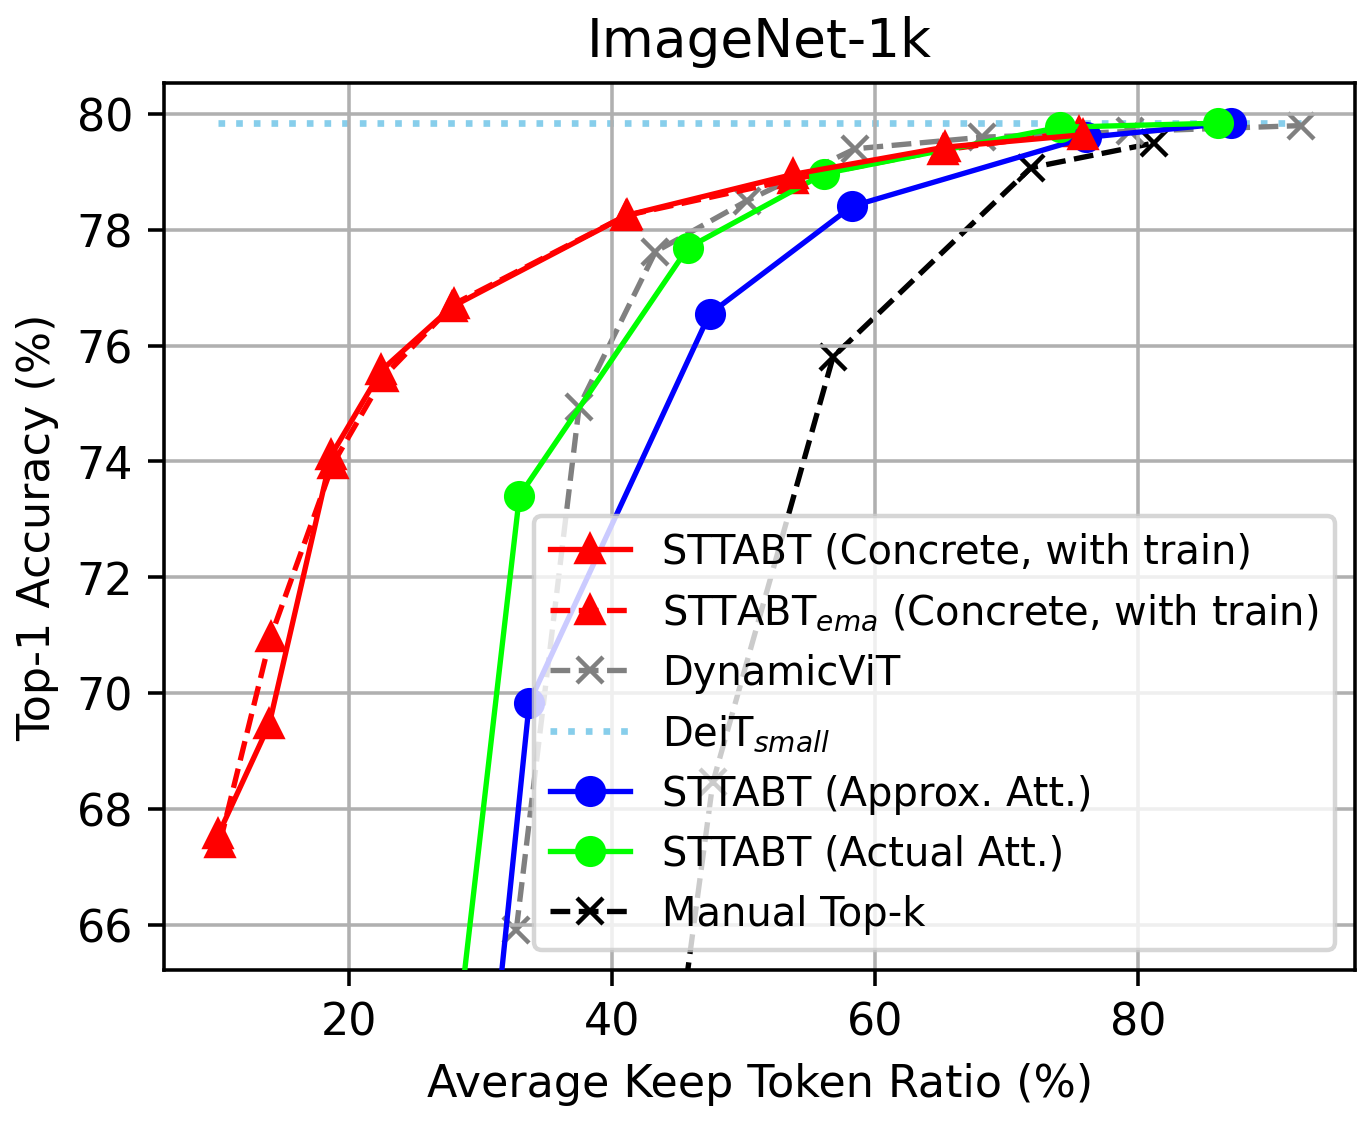 ImageNet-1k
Top-1 Accuracy (%)
80
78
76
74
72
70
68
66
STTABT (Concrete, with train)
STTABTema (Concrete, with train)
DynamicViT
DeiTsmall
STTABT (Approx. Att.)
STTABT (Actual Att.)
Manual Top-k
20 40 60 80
Average Keep Token Ratio (%)